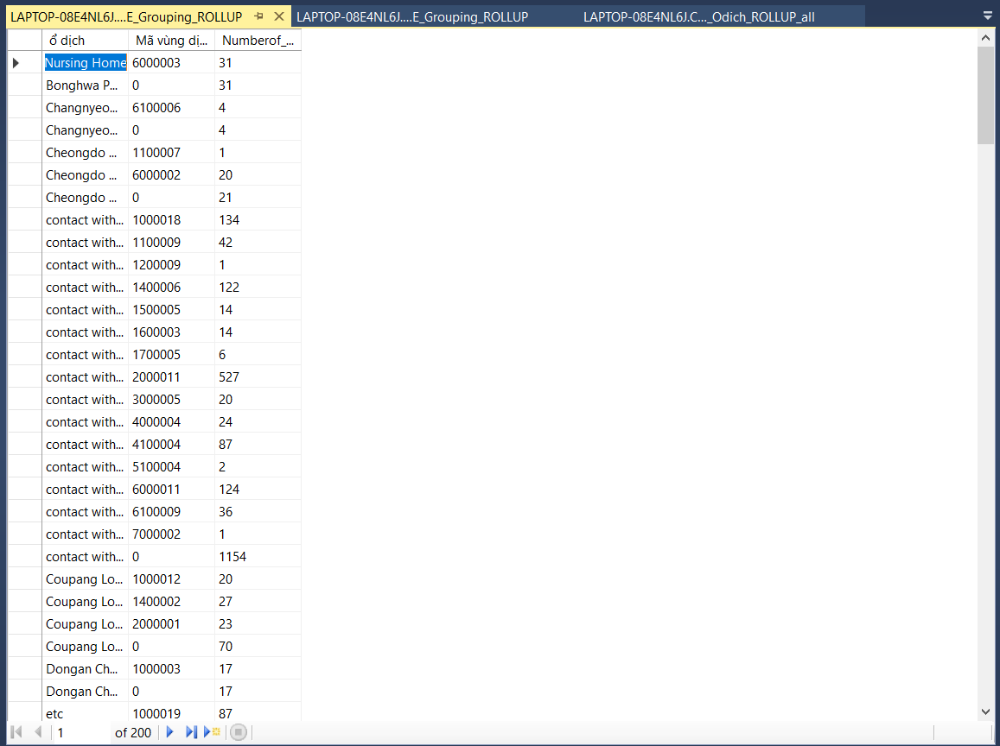 LAPTOP-08E4NL6J....E_Grouping_ROLLUP LAPTOP-08E4NL6J....E_Grouping_ROLLUP LAPTOP-08E4NL6J.C..._Odich_ROLLUP_all
ổ dịch Mã vùng dị... Numberof_...
Nursing Home 6000003 31
Bonghwa P... 0 31
Changnyeo... 6100006 4
Changnyeo... 0 4
Cheongdo ... 1100007 1
Cheongdo ... 6000002 20
Cheongdo ... 0 21
contact with... 1000018 134
contact with... 1100009 42
contact with... 1200009 1
contact with... 1400006 122
contact with... 1500005 14
contact with... 1600003 14
contact with... 1700005 6
contact with... 2000011 527
contact with... 3000005 20
contact with... 4000004 24
contact with... 4100004 87
contact with... 5100004 2
contact with... 6000011 124
contact with... 6100009 36
contact with... 7000002 1
contact with... 0 1154
Coupang Lo... 1000012 20
Coupang Lo... 1400002 27
Coupang Lo... 2000001 23
Coupang Lo... 0 70
Dongan Ch... 1000003 17
Dongan Ch... 0 17
etc 1000019 87
1 of 200